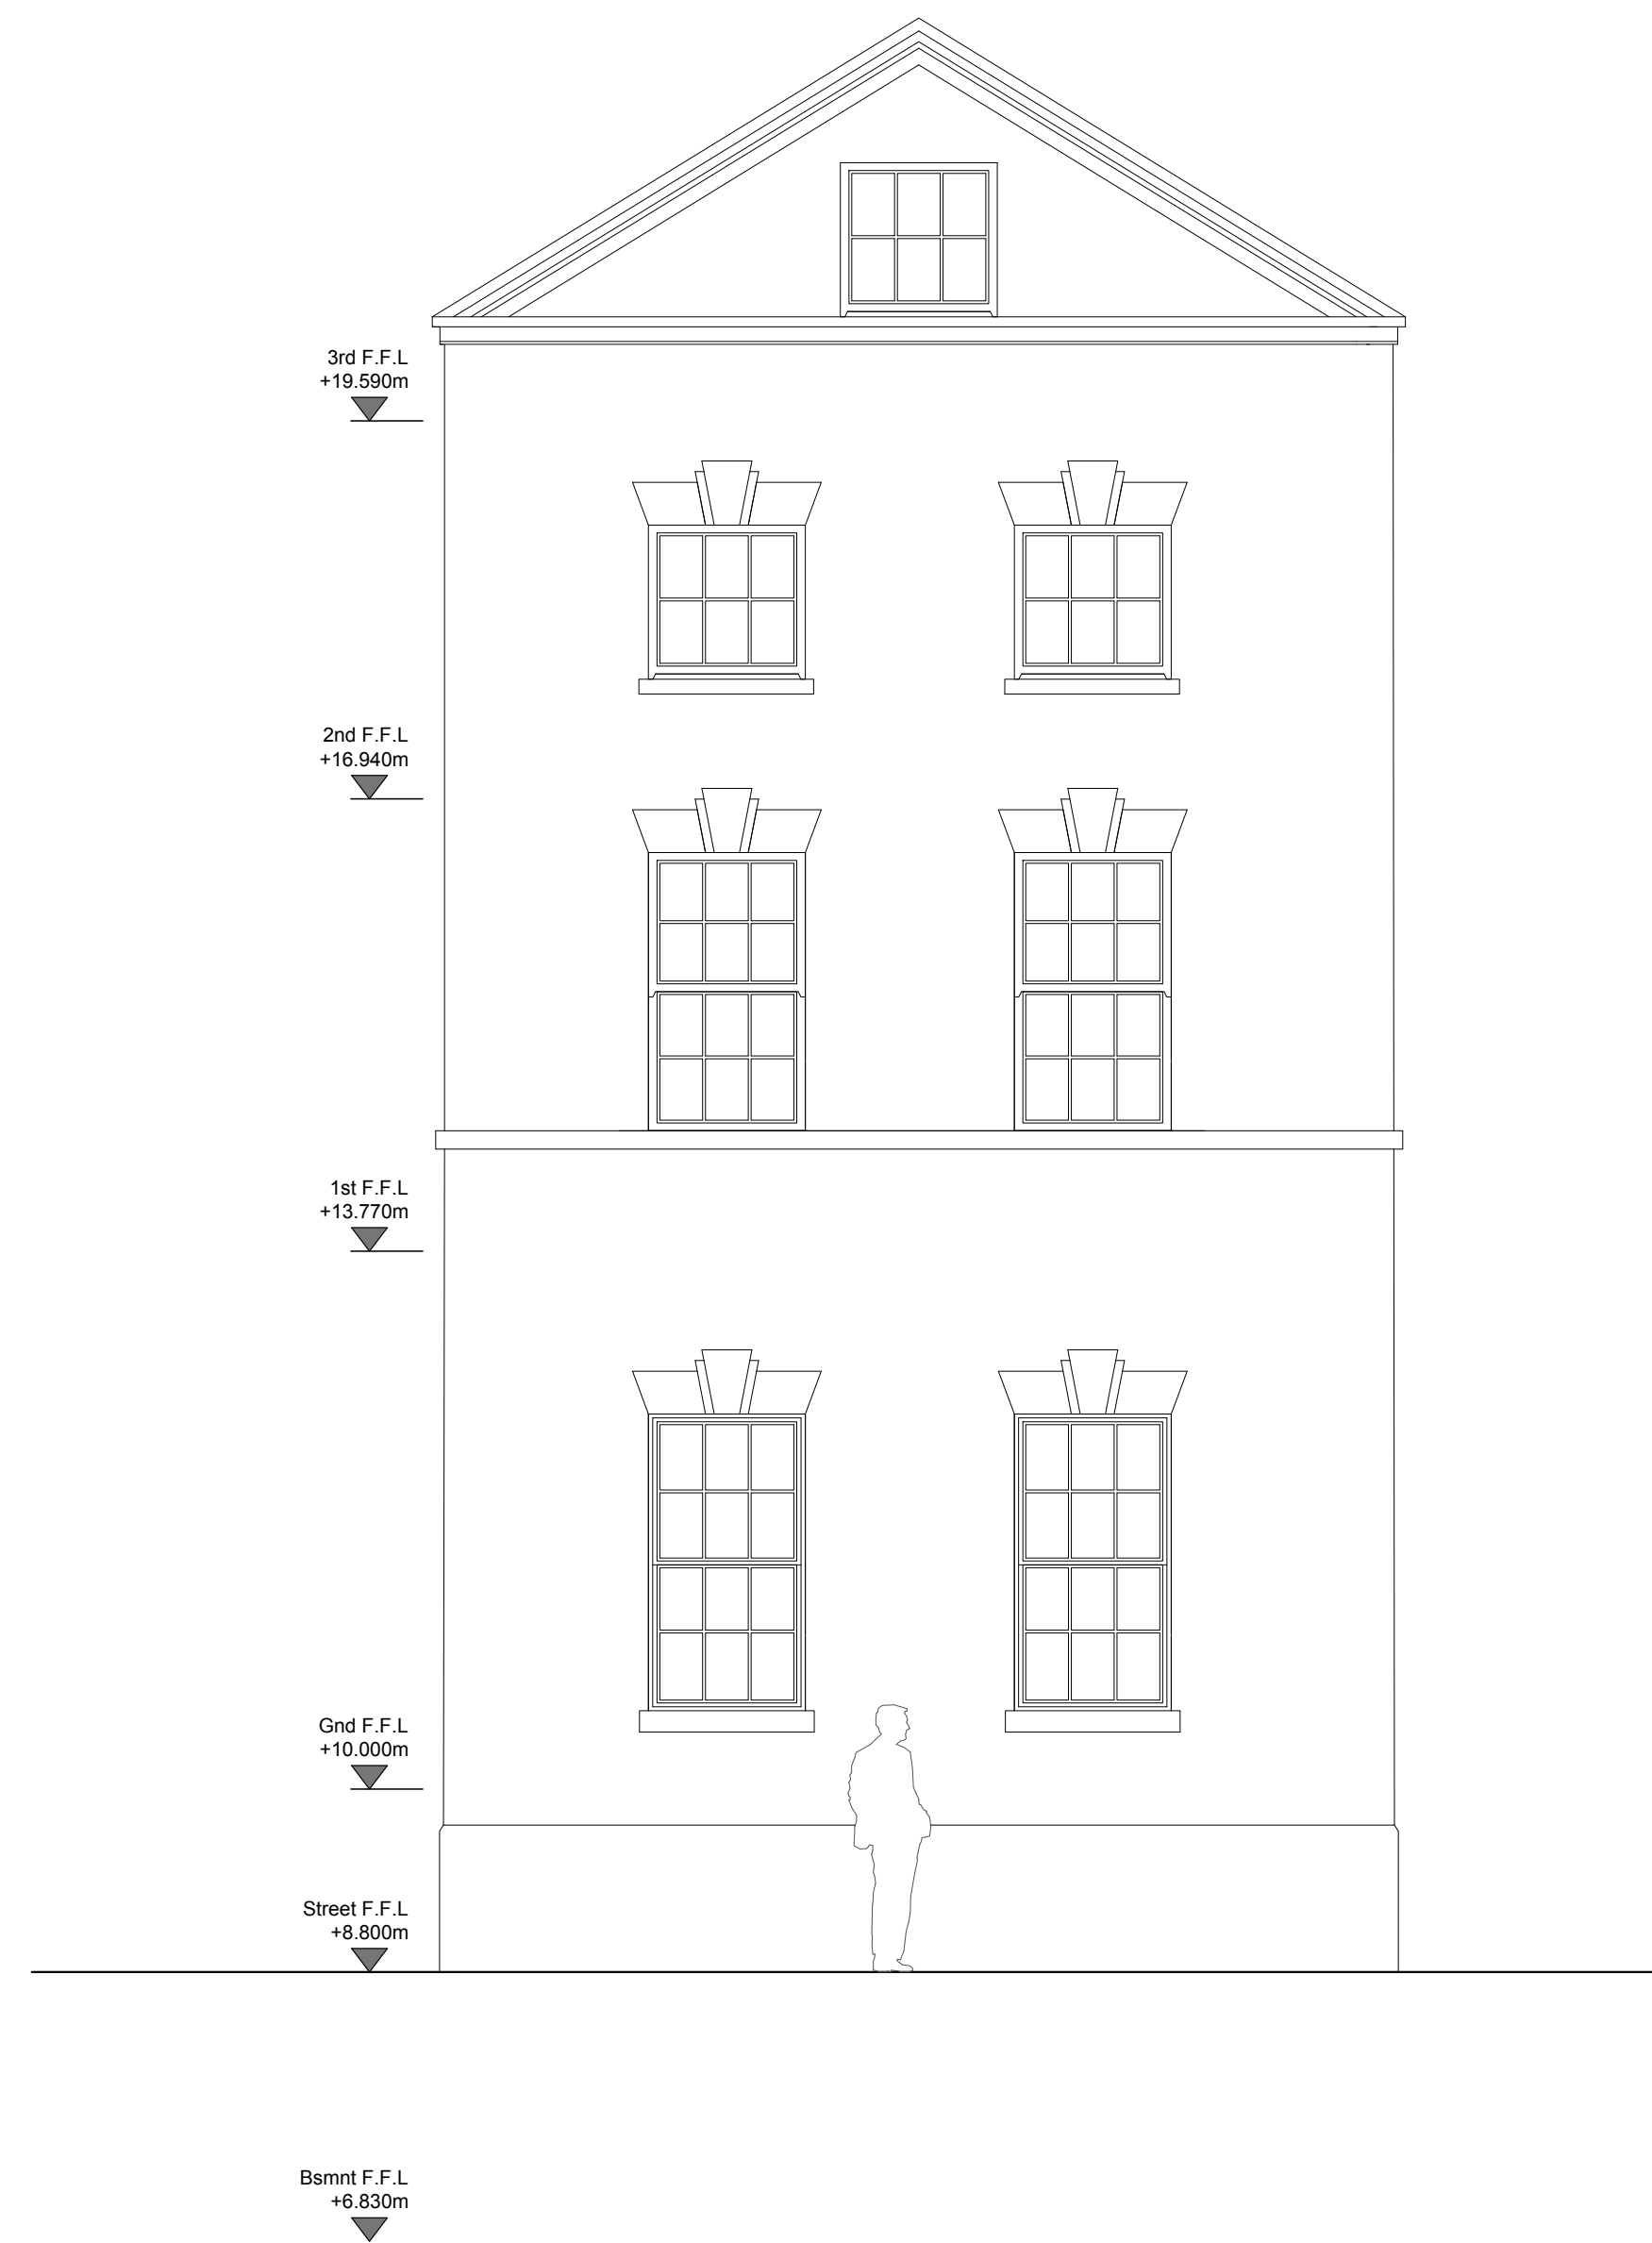 3rd F.F.L
+19.590m
2nd F.F.L
+16.940m
1st F.F.L
+13.770m
Gnd F.F.L
+10.000m
Street F.F.L
+8.800m
Bsmnt F.F.L
+6.830m